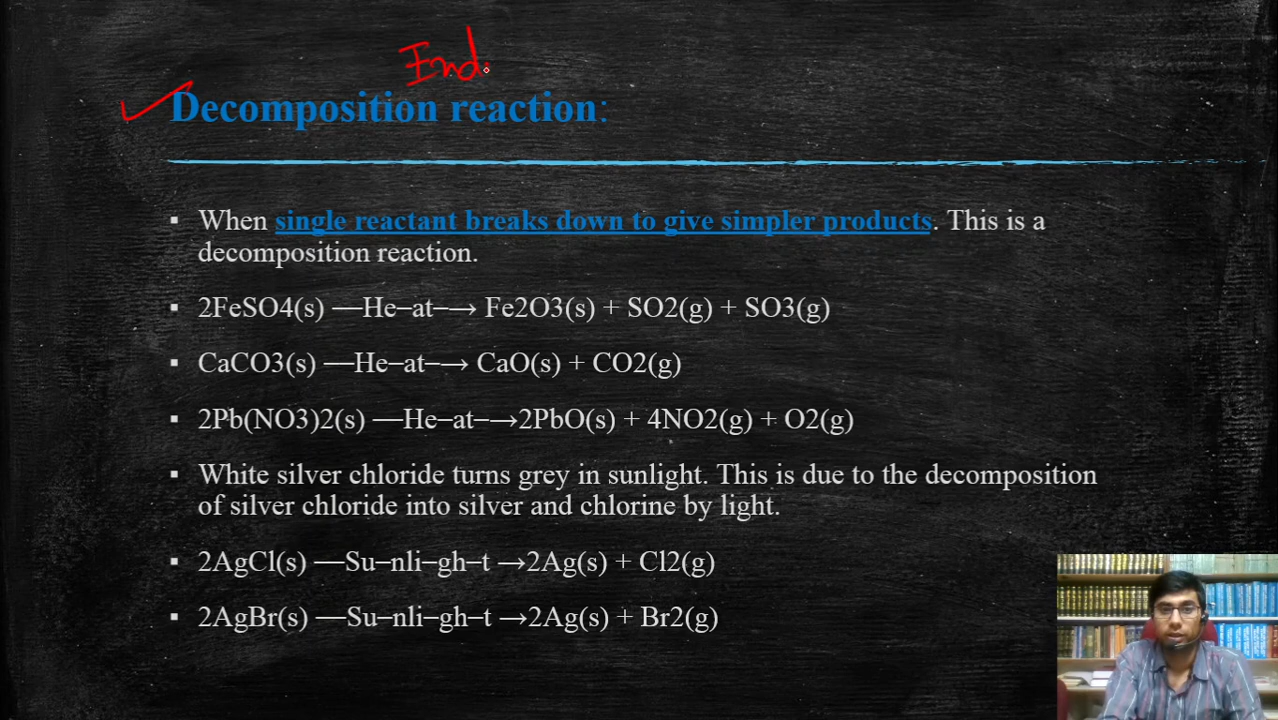 End
Decomposition reaction:
▪ When single reactant breaks down to give simpler products. This is a
decomposition reaction.
▪ 2FeSO4(s) —He–at–→ Fe2O3(s) + SO2(g) + SO3(g)
▪ CaCO3(s) —He–at–→ CaO(s) + CO2(g)
▪ 2Pb(NO3)2(s) —He–at–→2PbO(s) + 4NO2(g) + O2(g)
▪ White silver chloride turns grey in sunlight. This is due to the decomposition
of silver chloride into silver and chlorine by light.
▪ 2AgCl(s) —Su–nli–gh–t →2Ag(s) + Cl2(g)
▪ 2AgBr(s) —Su–nli–gh–t →2Ag(s) + Br2(g)